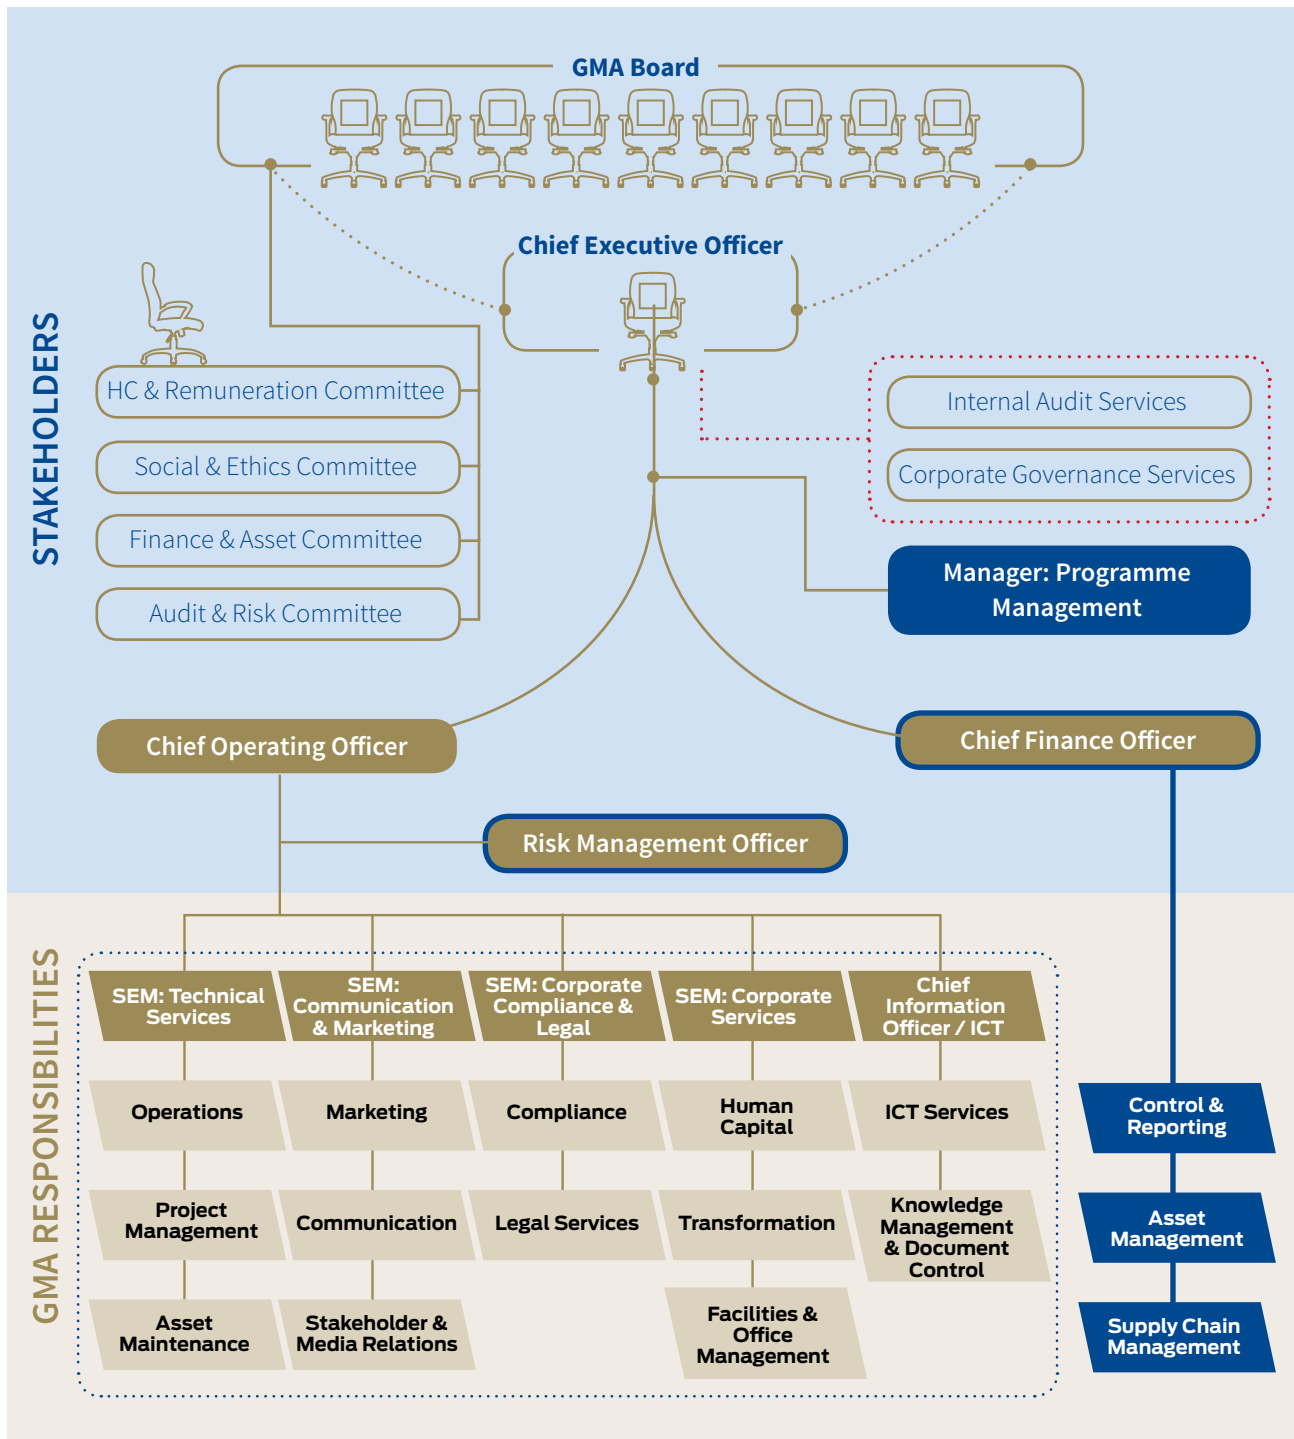 GMA Board
Chief Executive Officer
STAKEHOLDERS
HC & Remuneration Committee
Social & Ethics Committee
Finance & Asset Committee
Audit & Risk Committee
Internal Audit Services
Corporate Governance Services
Manager: Programme
Management
Chief Operating Officer
Chief Finance Officer
Risk Management Officer
GMA RESPONSIBILITIES
SEM: Technical
Services
SEM:
Communication
& Marketing
SEM: Corporate
Compliance &
Legal
SEM: Corporate
Services
Chief
Information
Officer / ICT
Operations
Marketing
Compliance
Human
Capital
ICT Services
Control &
Reporting
Project
Management
Communication
Legal Services
Transformation
Knowledge
Management
& Document
Control
Asset
Management
Asset
Maintenance
Stakeholder &
Media Relations
Facilities &
Office
Management
Supply Chain
Management